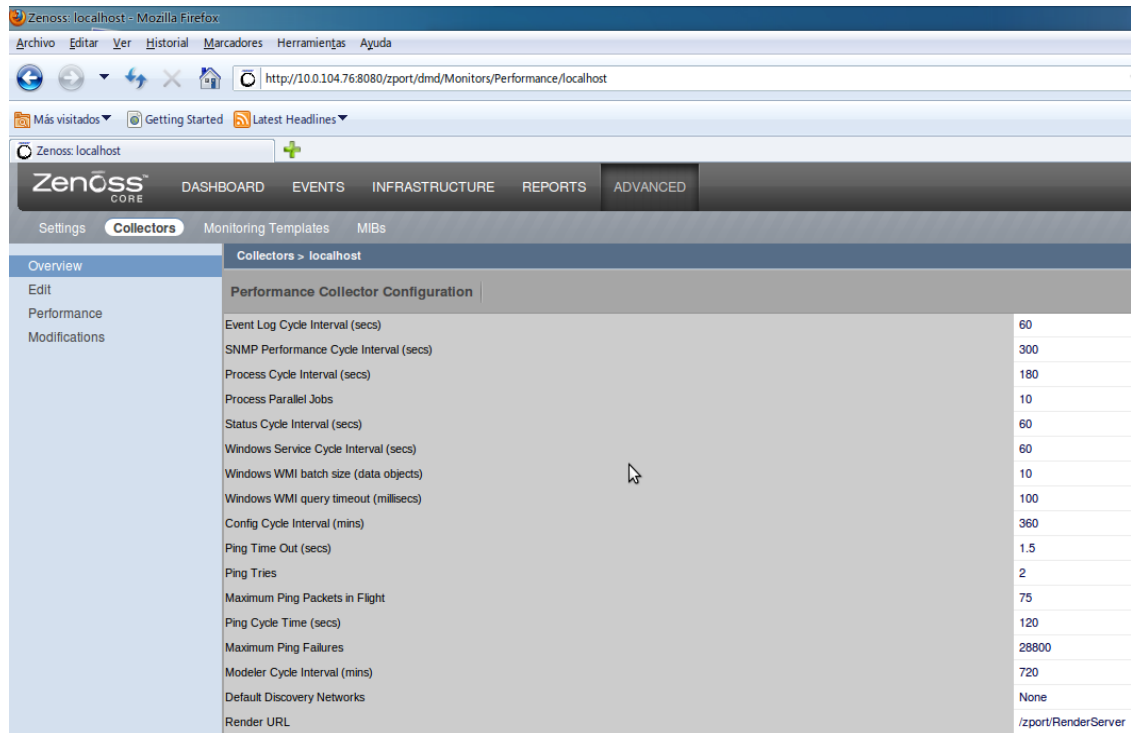 Zenoss: localhost - Mozilla Firefox
Archivo Editar Ver Historial Marcadores Herramientas Ayuda
http://10.0.104.76:8080/zport/dmd/Monitors/Performance/localhost
Más visitados Getting Started Latest Headlines
Zenoss: localhost
Zenōss™ CORE DASHBOARD EVENTS INFRASTRUCTURE REPORTS ADVANCED
Settings Collectors Monitoring Templates MIBs
Overview
Edit
Performance
Modifications
Collectors > localhost
Performance Collector Configuration
Event Log Cycle Interval (secs) 60
SNMP Performance Cycle Interval (secs) 300
Process Cycle Interval (secs) 180
Process Parallel Jobs 10
Status Cycle Interval (secs) 60
Windows Service Cycle Interval (secs) 60
Windows WMI batch size (data objects) 10
Windows WMI query timeout (millisecs) 100
Config Cycle Interval (mins) 360
Ping Time Out (secs) 1.5
Ping Tries 2
Maximum Ping Packets in Flight 75
Ping Cycle Time (secs) 120
Maximum Ping Failures 28800
Modeler Cycle Interval (mins) 720
Default Discovery Networks None
Render URL /zport/RenderServer